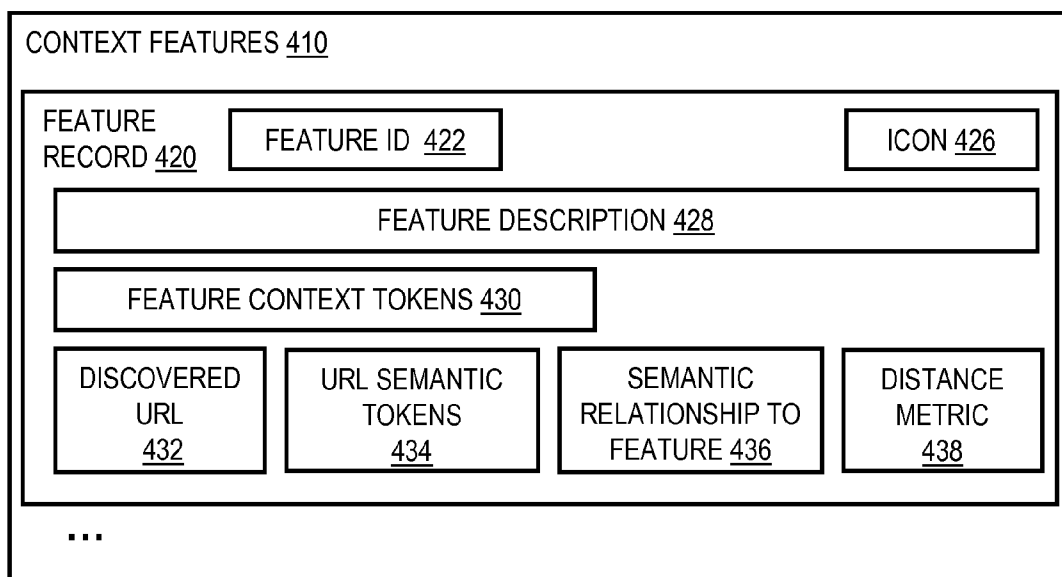 CONTEXT FEATURES 410
FEATURE
RECORD 420
FEATURE ID 422
ICON 426
FEATURE DESCRIPTION 428
FEATURE CONTEXT TOKENS 430
DISCOVERED
URL
432
URL SEMANTIC
TOKENS
434
SEMANTIC
RELATIONSHIP TO
FEATURE 436
DISTANCE
METRIC
438
...